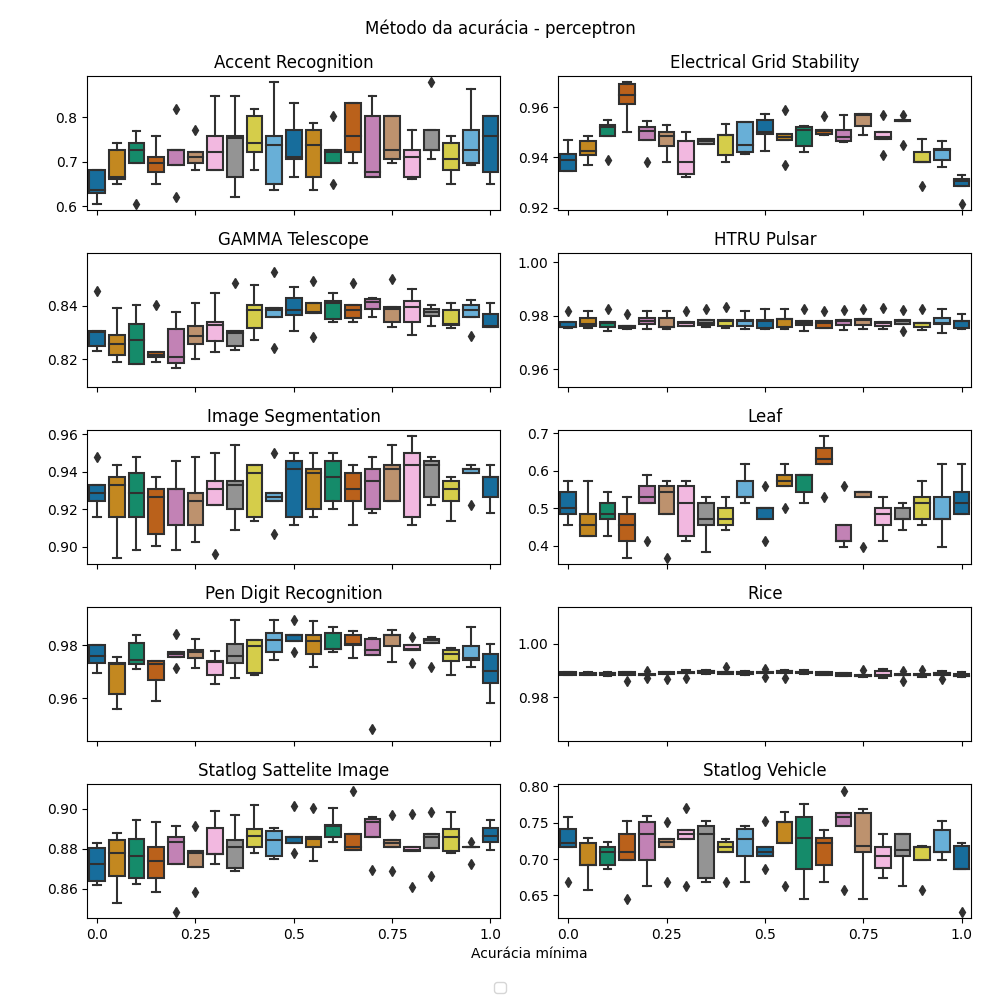 Método da acurácia - perceptron
Accent Recognition
0.8
0.7
0.6
Electrical Grid Stability
0.96
0.94
0.92
GAMMA Telescope
0.84
0.82
HTRU Pulsar
1.00
0.98
0.96
Image Segmentation
0.96
0.94
0.92
0.90
Leaf
0.7
0.6
0.5
0.4
Pen Digit Recognition
0.98
0.96
Rice
1.00
0.98
Statlog Sattelite Image
0.90
0.88
0.86
0.0 0.25 0.5 0.75 1.0
Statlog Vehicle
0.80
0.75
0.70
0.65
0.0 0.25 0.5 0.75 1.0
Acurácia mínima